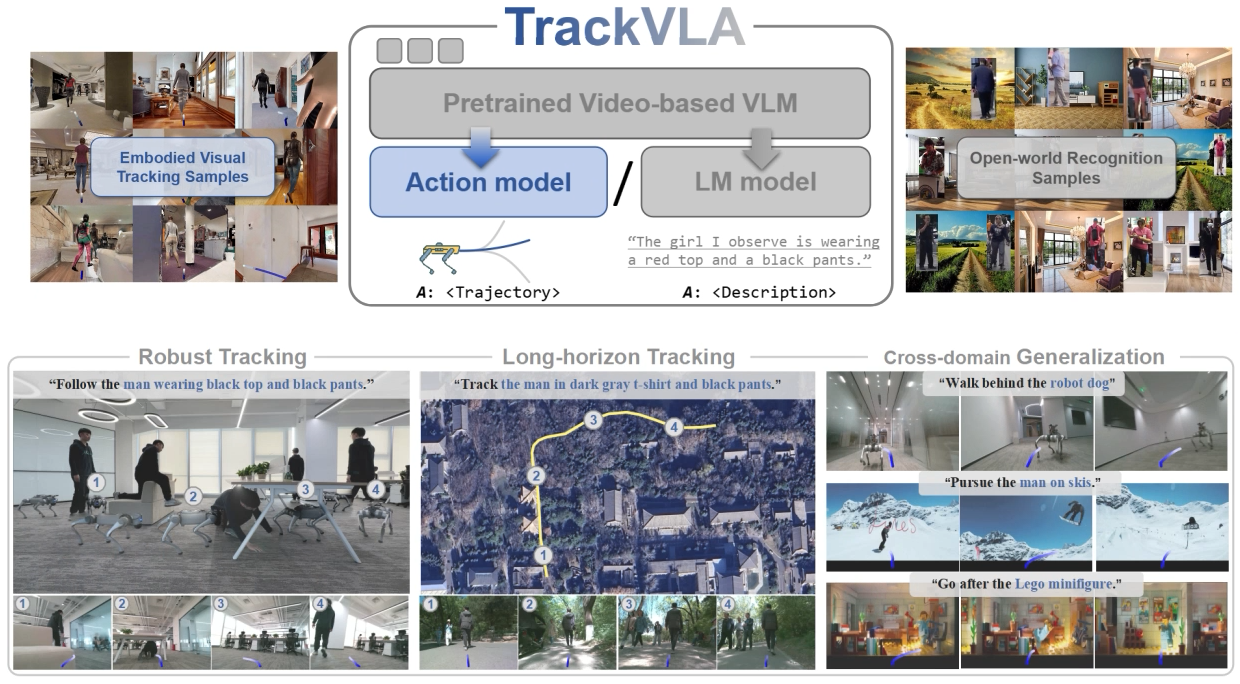 TrackVLA
Pretrained Video-based VLM
Embodied Visual
Tracking Samples
Action model
/
LM model
Open-world Recognition
Samples
“The girl I observe is wearing
a red top and a black pants.”
A: <Trajectory>
A: <Description>
Robust Tracking
Long-horizon Tracking
Cross-domain Generalization
“Follow the man wearing black top and black pants.”
1
2
3
4
1
2
3
4
“Track the man in dark gray t-shirt and black pants."
3
4
2
1
1
2
3
4
“Walk behind the robot dog"
“Pursue the man on skis.”
“Go after the Lego minifigure.”